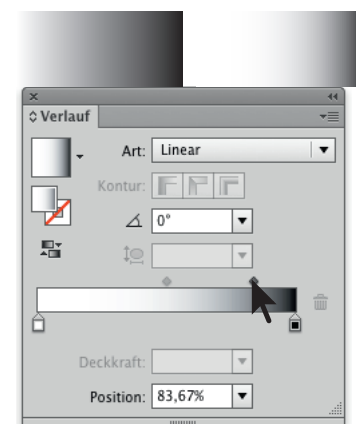 Verlauf
Art: Linear
Kontur:
0°
Deckkraft:
Position: 83,67%